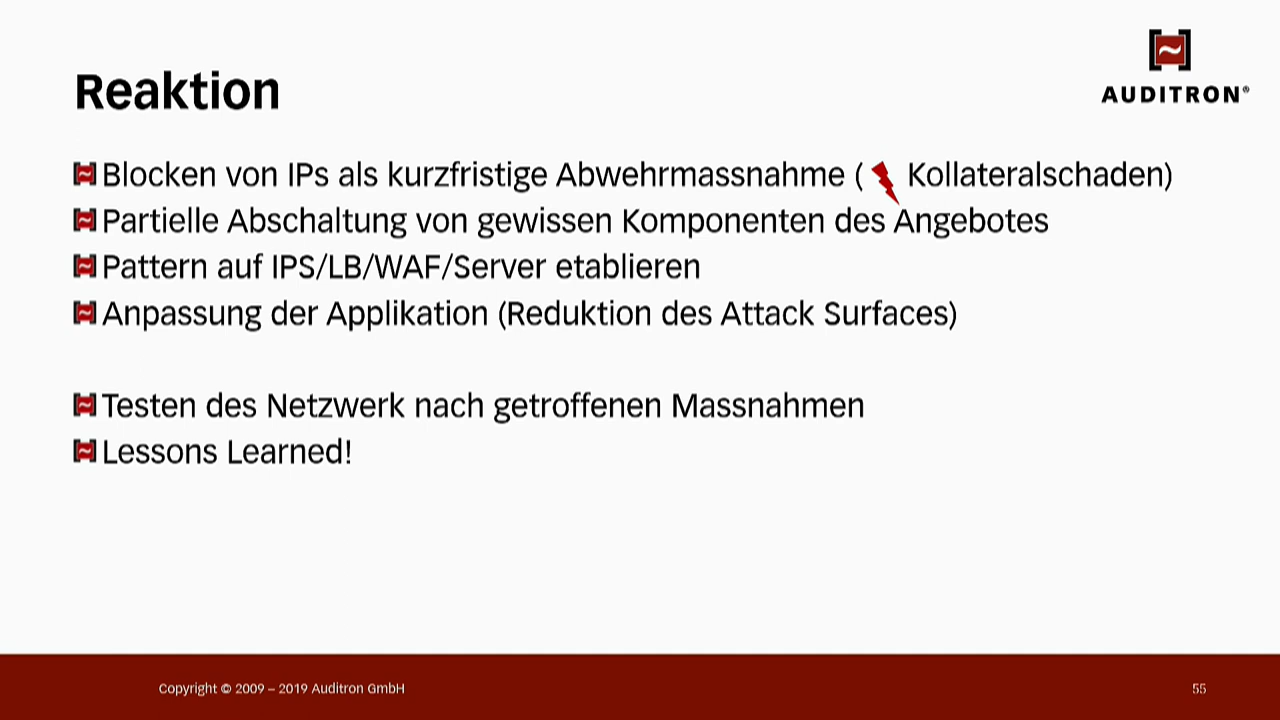 AUDITRON®
Reaktion
Blocken von IPs als kurzfristige Abwehrmassnahme ( Kollateralschaden)
Partielle Abschaltung von gewissen Komponenten des Angebotes
Pattern auf IPS/LB/WAF/Server etablieren
Anpassung der Applikation (Reduktion des Attack Surfaces)
Testen des Netzwerk nach getroffenen Massnahmen
Lessons Learned!
Copyright © 2009 – 2019 Auditron GmbH
55